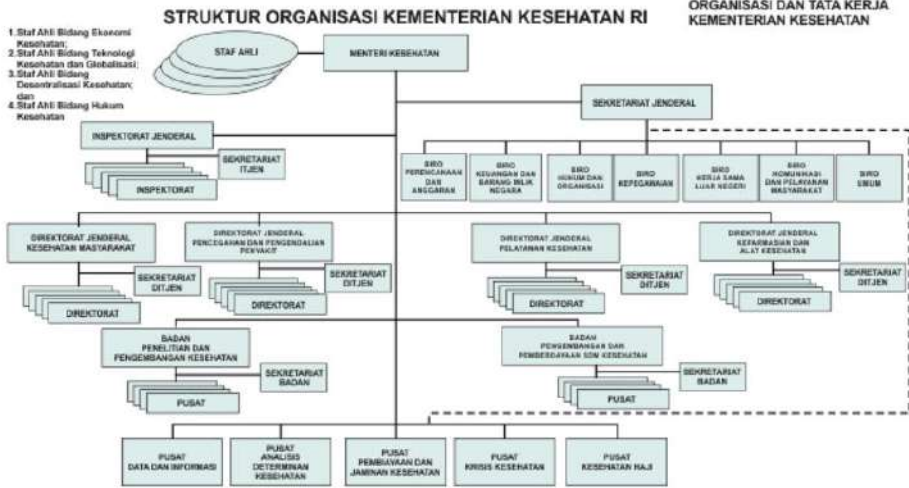 STRUKTUR ORGANISASI KEMENTERIAN KESEHATAN RI
ORGANISASI DAN TATA KERJA
KEMENTERIAN KESEHATAN
1.Staf Ahli Bidang Ekonomi
Kesehatan;
2.Staf Ahli Bidang Teknologi
Kesehatan dan Globalisasi;
3.Staf Ahli Bidang
Desentralisasi Kesehatan;
dan
4.Staf Ahli Bidang Hukum
Kesehatan
STAF AHLI
MENTERI KESEHATAN
SEKRETARIAT JENDERAL
INSPEKTORAT JENDERAL
SEKRETARIAT
ITJEN
INSPEKTORAT
BIRO
PERENCANAAN
DAN
ANGGARAN
BIRO
KEUANGAN DAN
BARANG MILIK
NEGARA
BIRO
HUKUM DAN
ORGANISASI
BIRO
KEPEGAWAIAN
BIRO
KERJA SAMA
LUAR NEGERI
BIRO
KOMUNIKASI
DAN PELAYANAN
MASYARAKAT
BIRO
UMUM
DIREKTORAT JENDERAL
KESEHATAN MASYARAKAT
SEKRETARIAT
DITJEN
DIREKTORAT
DIREKTORAT JENDERAL
PENCEGAHAN DAN PENGENDALIAN
PENYAKIT
SEKRETARIAT
DITJEN
DIREKTORAT
DIREKTORAT JENDERAL
PELAYANAN KESEHATAN
SEKRETARIAT
DITJEN
DIREKTORAT
DIREKTORAT JENDERAL
KEFARMASIAN DAN
ALAT KESEHATAN
SEKRETARIAT
DITJEN
DIREKTORAT
BADAN
PENELITIAN DAN
PENGEMBANGAN KESEHATAN
SEKRETARIAT
BADAN
PUSAT
BADAN
PENGEMBANGAN DAN
PEMBERDAYAAN SDM KESEHATAN
SEKRETARIAT
BADAN
PUSAT
PUSAT
DATA DAN INFORMASI
PUSAT
ANALISIS
DETERMINAN
KESEHATAN
PUSAT
PEMBIAYAAN DAN
JAMINAN KESEHATAN
PUSAT
KRISIS KESEHATAN
PUSAT
KESEHATAN HAJI